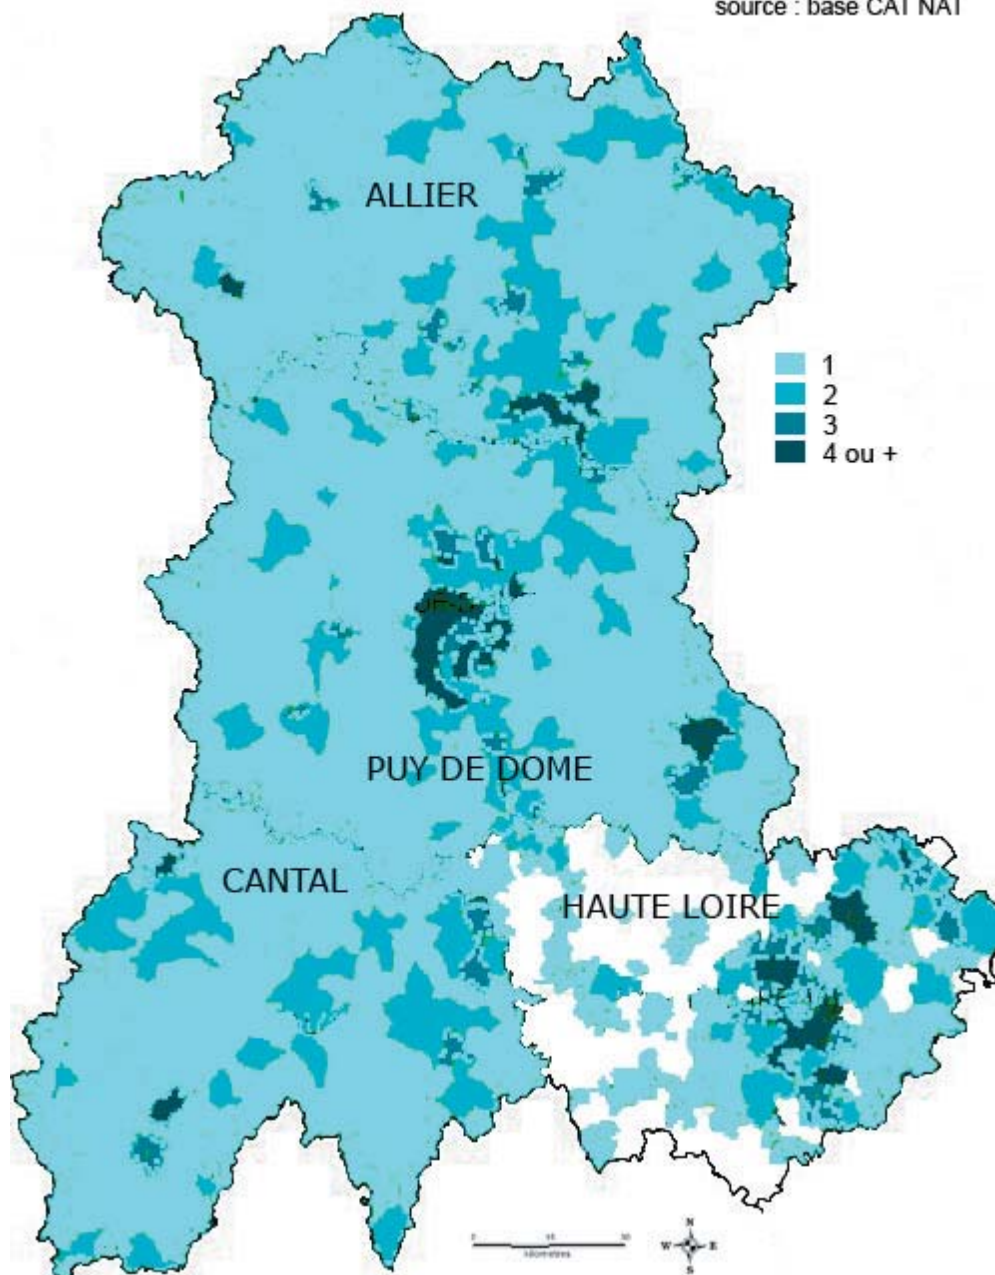 source : base CAT NAT
ALLIER
1
2
3
4 ou +
PUY DE DOME
CANTAL
HAUTE LOIRE
N
W E
S